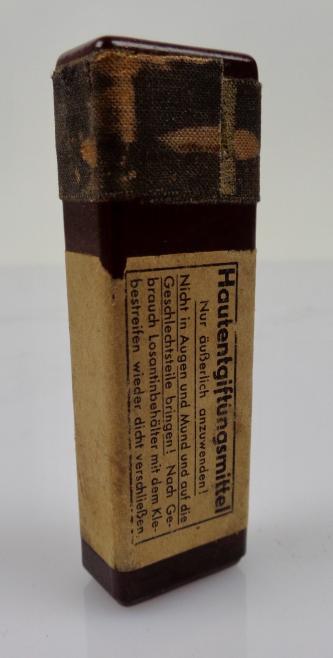 Hautentgiftungsmittel
Nur äußerlich anzuwenden!
Nicht in Augen und Mund und auf die
Geschlechtsteile bringen! Nach Ge-
brauch Losantinbehälter mit dem Kle-
bestreifen wieder dicht verschließen.